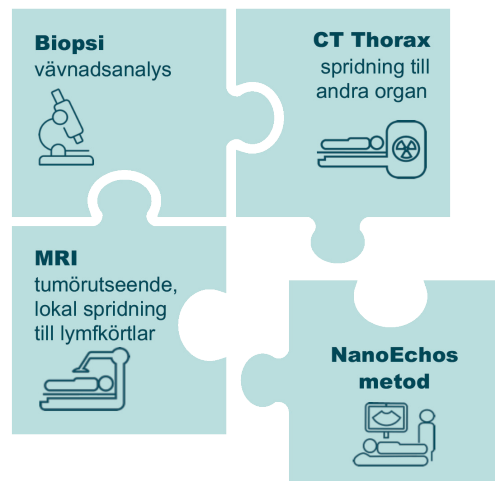 Biopsi
vävnadsanalys
CT Thorax
spridning till
andra organ
MRI
tumörutseende,
lokal spridning
till lymfkörtlar
NanoEchos
metod